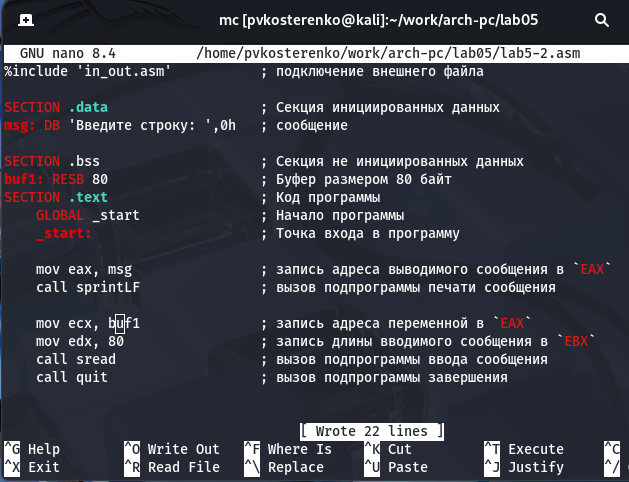 mc [pvkosterenko@kali]:~/work/arch-pc/lab05
GNU nano 8.4 /home/pvkosterenko/work/arch-pc/lab05/lab5-2.asm
%include 'in_out.asm' ; подключение внешнего файла
SECTION .data ; Секция инициированных данных
msg: DB 'Введите строку: ',0h ; сообщение
SECTION .bss ; Секция не инициированных данных
buf1: RESB 80 ; Буфер размером 80 байт
SECTION .text ; Код программы
GLOBAL _start ; Начало программы
_start: ; Точка входа в программу
mov eax, msg ; запись адреса выводимого сообщения в `EAX`
call sprintLF ; вызов подпрограммы печати сообщения
mov ecx, buf1 ; запись адреса переменной в `EAX`
mov edx, 80 ; запись длины вводимого сообщения в `EBX`
call sread ; вызов подпрограммы ввода сообщения
call quit ; вызов подпрограммы завершения
[ Wrote 22 lines ]
^G Help ^O Write Out ^F Where Is ^K Cut ^T Execute ^C
^X Exit ^R Read File ^\ Replace ^U Paste ^J Justify ^/